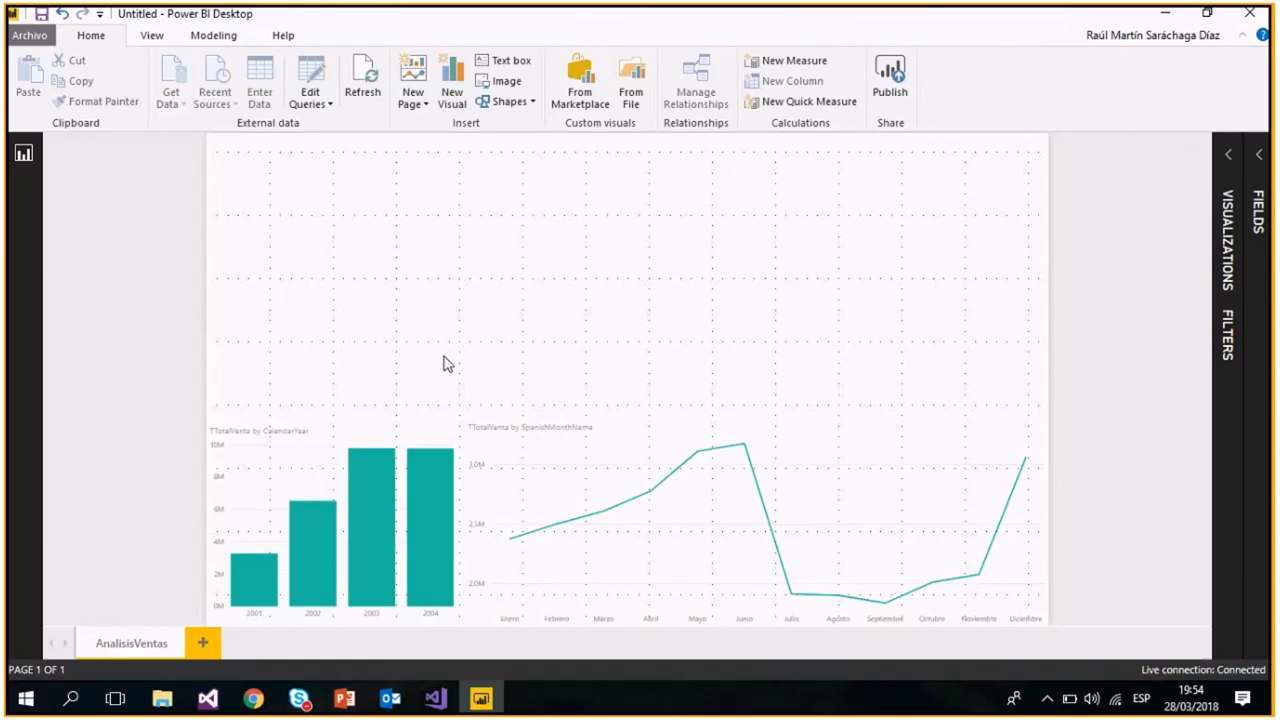 Untitled - Power BI Desktop
Archivo Home View Modeling Help Raúl Martín Saráchaga Díaz
Paste Cut Copy Format Painter
Get Data Recent Sources Enter Data Edit Queries Refresh
New Page New Visual Text box Image Shapes
From Marketplace From File
Manage Relationships
New Measure New Column New Quick Measure
Publish
Clipboard External data Insert Custom visuals Relationships Calculations Share
VISUALIZATIONS
FILTERS
FIELDS
TTotalVenta by CalendarYear
10M
8M
6M
4M
2M
0M
2001 2002 2003 2004
TTotalVenta by SpanishMonthName
3,0M
2,5M
2,0M
Enero Febrero Marzo Abril Mayo Junio Julio Agosto Septiembre Octubre Noviembre Diciembre
AnalisisVentas
PAGE 1 OF 1 Live connection: Connected
ESP 19:54
28/03/2018